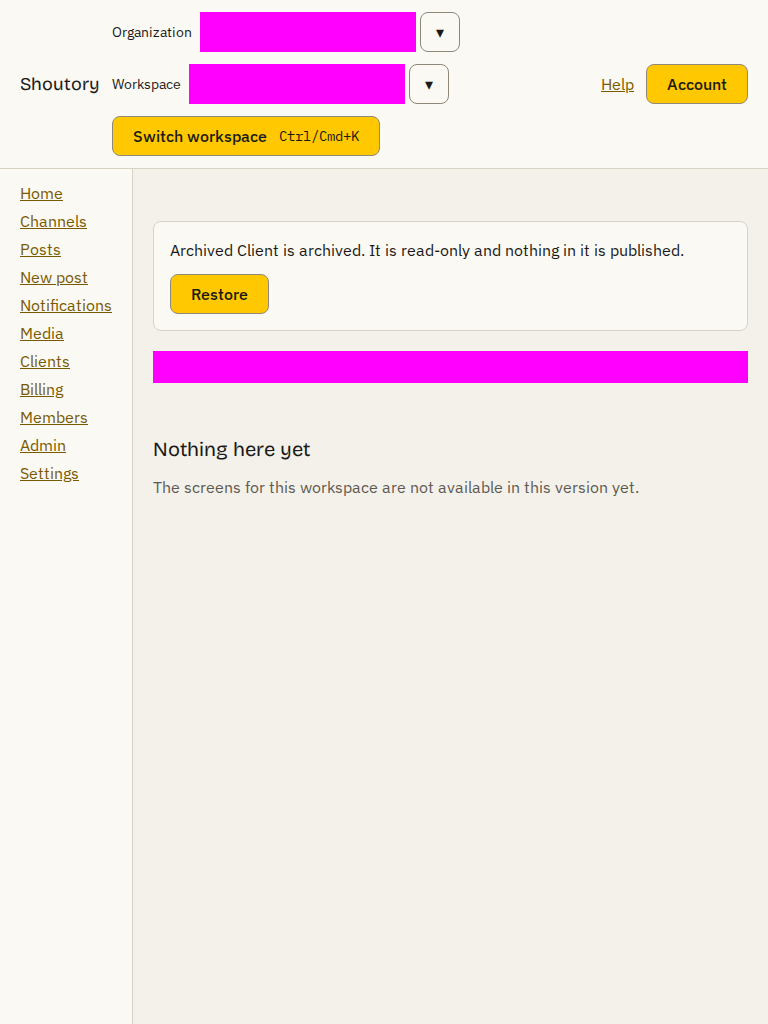 Organization ▼
Shoutory Workspace ▼ Help Account
Switch workspace Ctrl/Cmd+K
Home
Channels
Posts
New post
Notifications
Media
Clients
Billing
Members
Admin
Settings
Archived Client is archived. It is read-only and nothing in it is published.
Restore
Nothing here yet
The screens for this workspace are not available in this version yet.